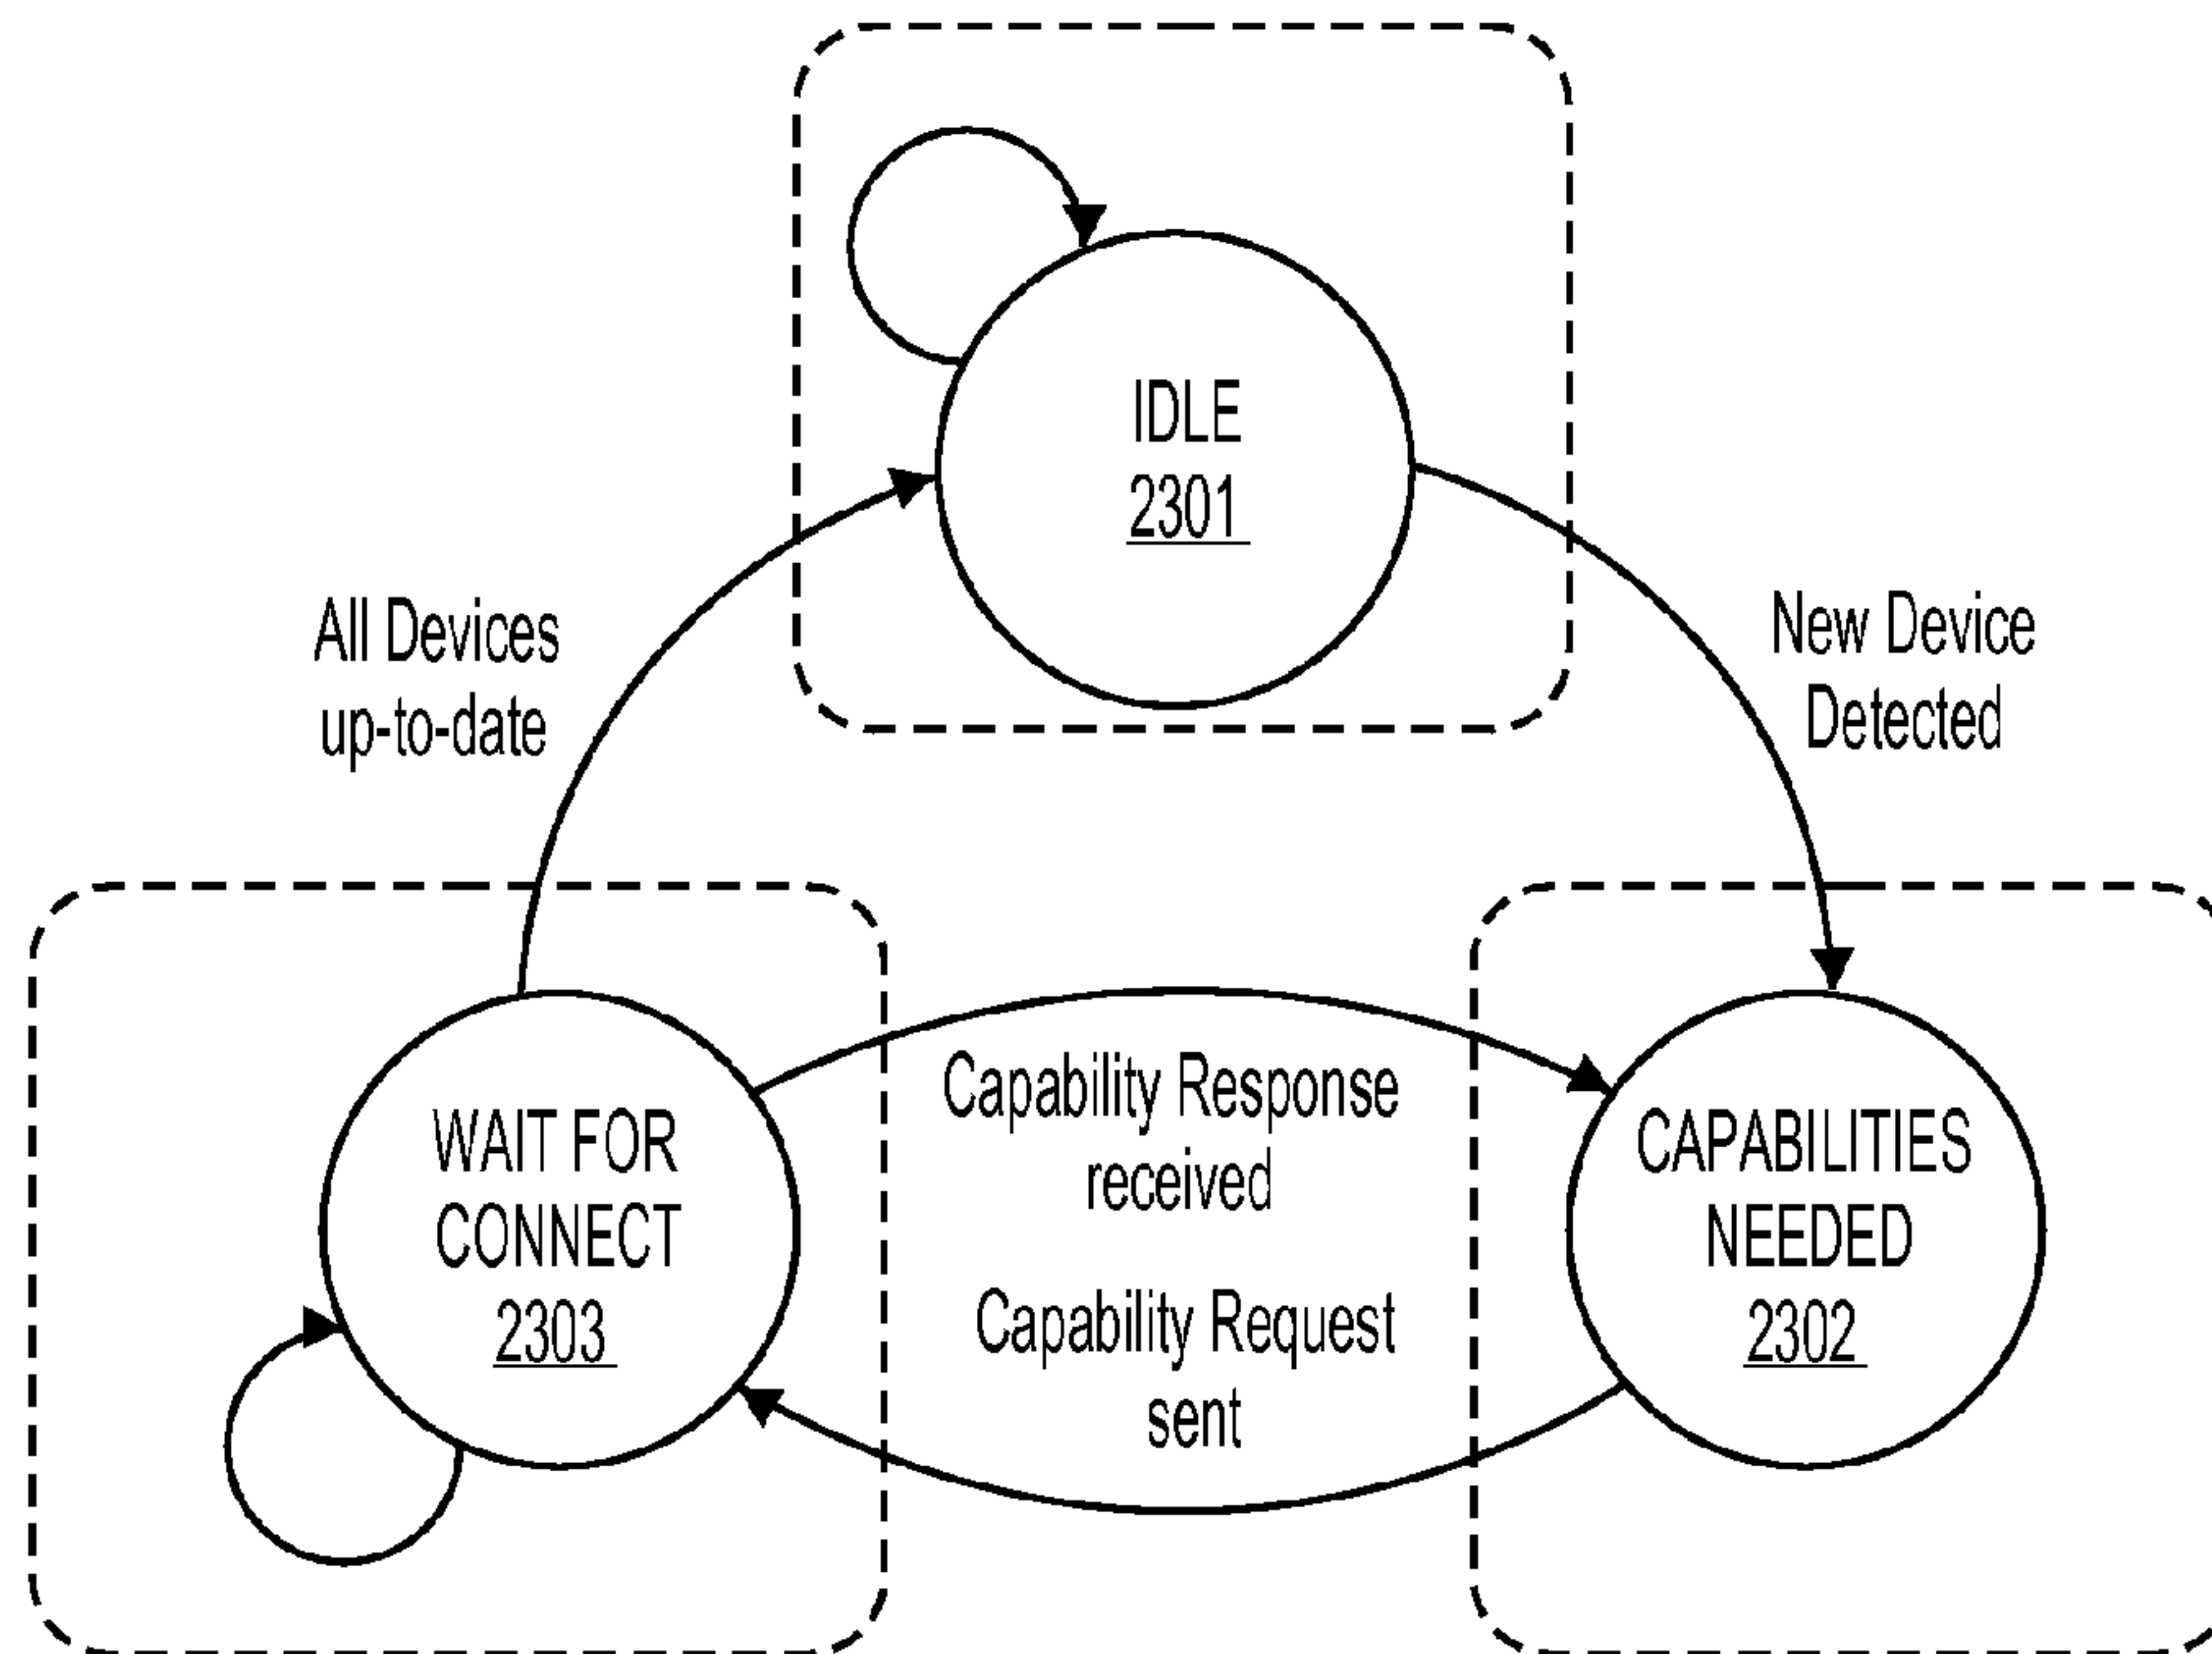 IDLE
2301
All Devices
up-to-date
New Device
Detected
WAIT FOR
CONNECT
2303
Capability Response
received
Capability Request
sent
CAPABILITIES
NEEDED
2302